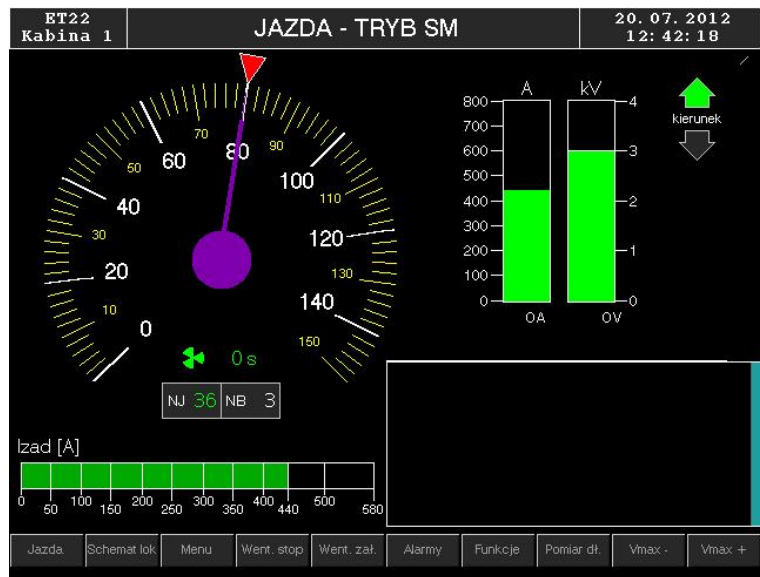 ET22
Kabina 1
JAZDA - TRYB SM
20. 07. 2012
12: 42: 18
A
kV
800
700
600
500
400
300
200
100
0
4
3
2
1
0
0A
0V
kierunek
0
10
20
30
40
50
60
70
80
90
100
110
120
130
140
150
0 s
NJ 36 NB 3
Izad [A]
0 50 100 150 200 250 300 350 400 440 500 580
Jazda Schemat lok Menu Went. stop Went. zał. Alarmy Funkcje Pomiar dł. Vmax - Vmax +